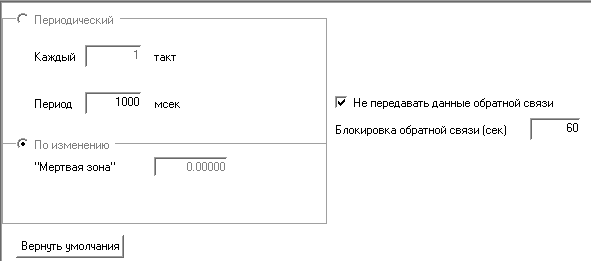 Периодический
Каждый 1 такт
Период 1000 мсек
Не передавать данные обратной связи
Блокировка обратной связи (сек) 60
По изменению
"Мертвая зона" 0.00000
Вернуть умолчания